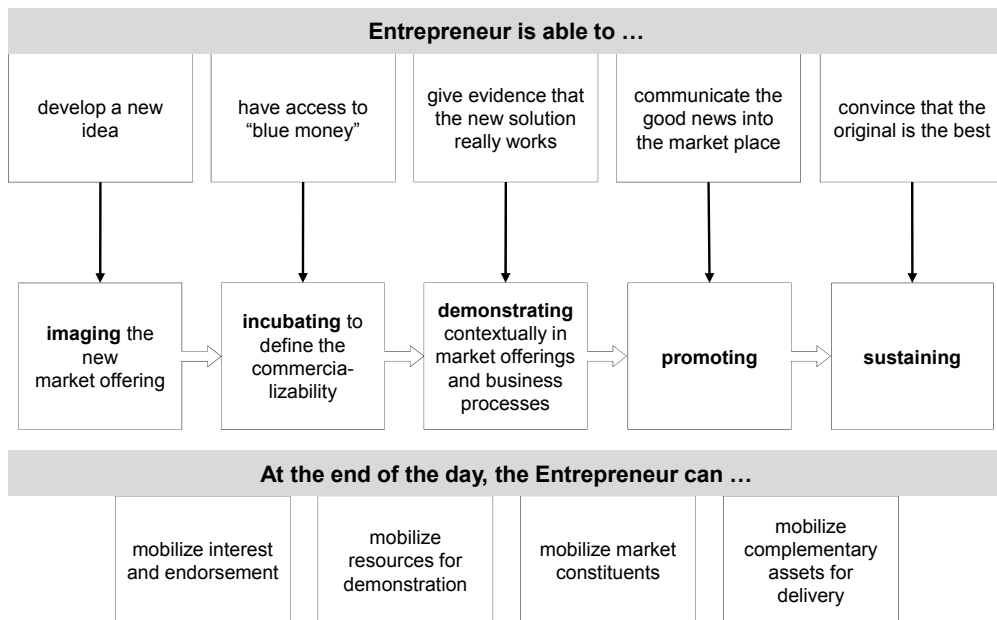 Entrepreneur is able to …
develop a new
idea
have access to
“blue money”
give evidence that
the new solution
really works
communicate the
good news into
the market place
convince that the
original is the best
imaging the
new
market offering
incubating to
define the
commercia-
lizability
demonstrating
contextually in
market offerings
and business
processes
promoting
sustaining
At the end of the day, the Entrepreneur can …
mobilize interest
and endorsement
mobilize
resources for
demonstration
mobilize market
constituents
mobilize
complementary
assets for
delivery